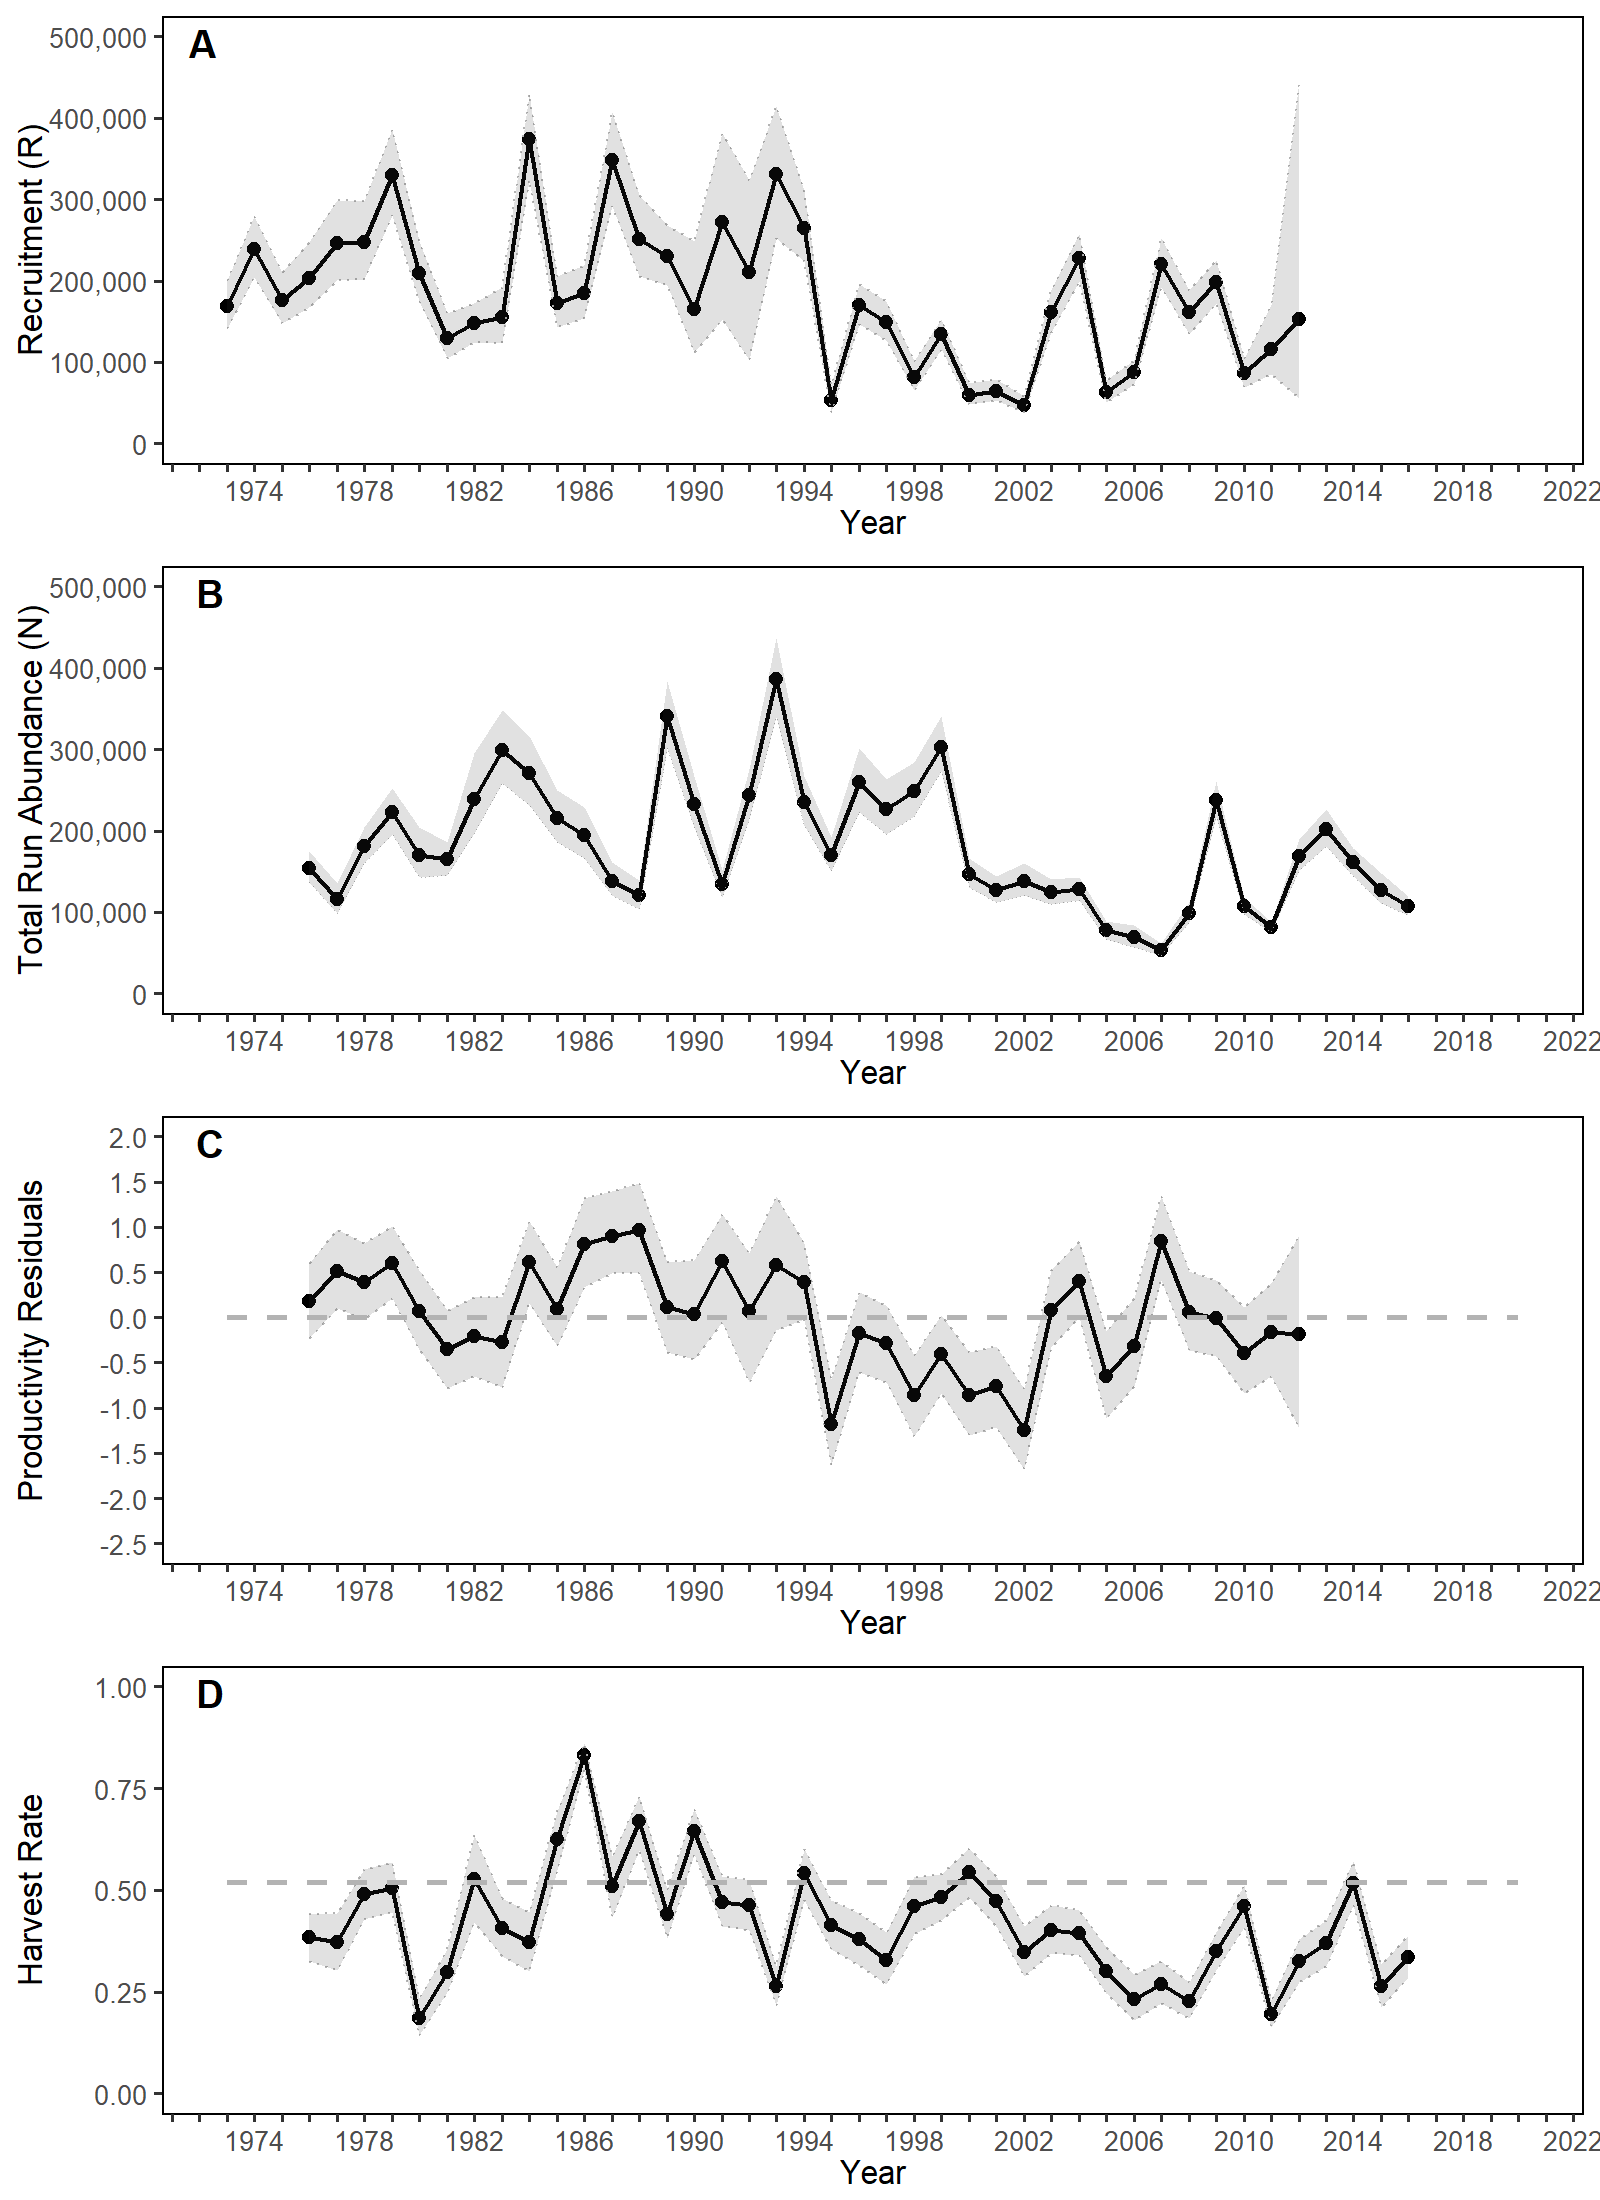 A
500,000
400,000
300,000
200,000
100,000
0
Recruitment (R)
1974 1978 1982 1986 1990 1994 1998 2002 2006 2010 2014 2018 2022
Year
B
500,000
400,000
300,000
200,000
100,000
0
Total Run Abundance (N)
1974 1978 1982 1986 1990 1994 1998 2002 2006 2010 2014 2018 2022
Year
C
2.0
1.5
1.0
0.5
0.0
-0.5
-1.0
-1.5
-2.0
-2.5
Productivity Residuals
1974 1978 1982 1986 1990 1994 1998 2002 2006 2010 2014 2018 2022
Year
D
1.00
0.75
0.50
0.25
0.00
Harvest Rate
1974 1978 1982 1986 1990 1994 1998 2002 2006 2010 2014 2018 2022
Year